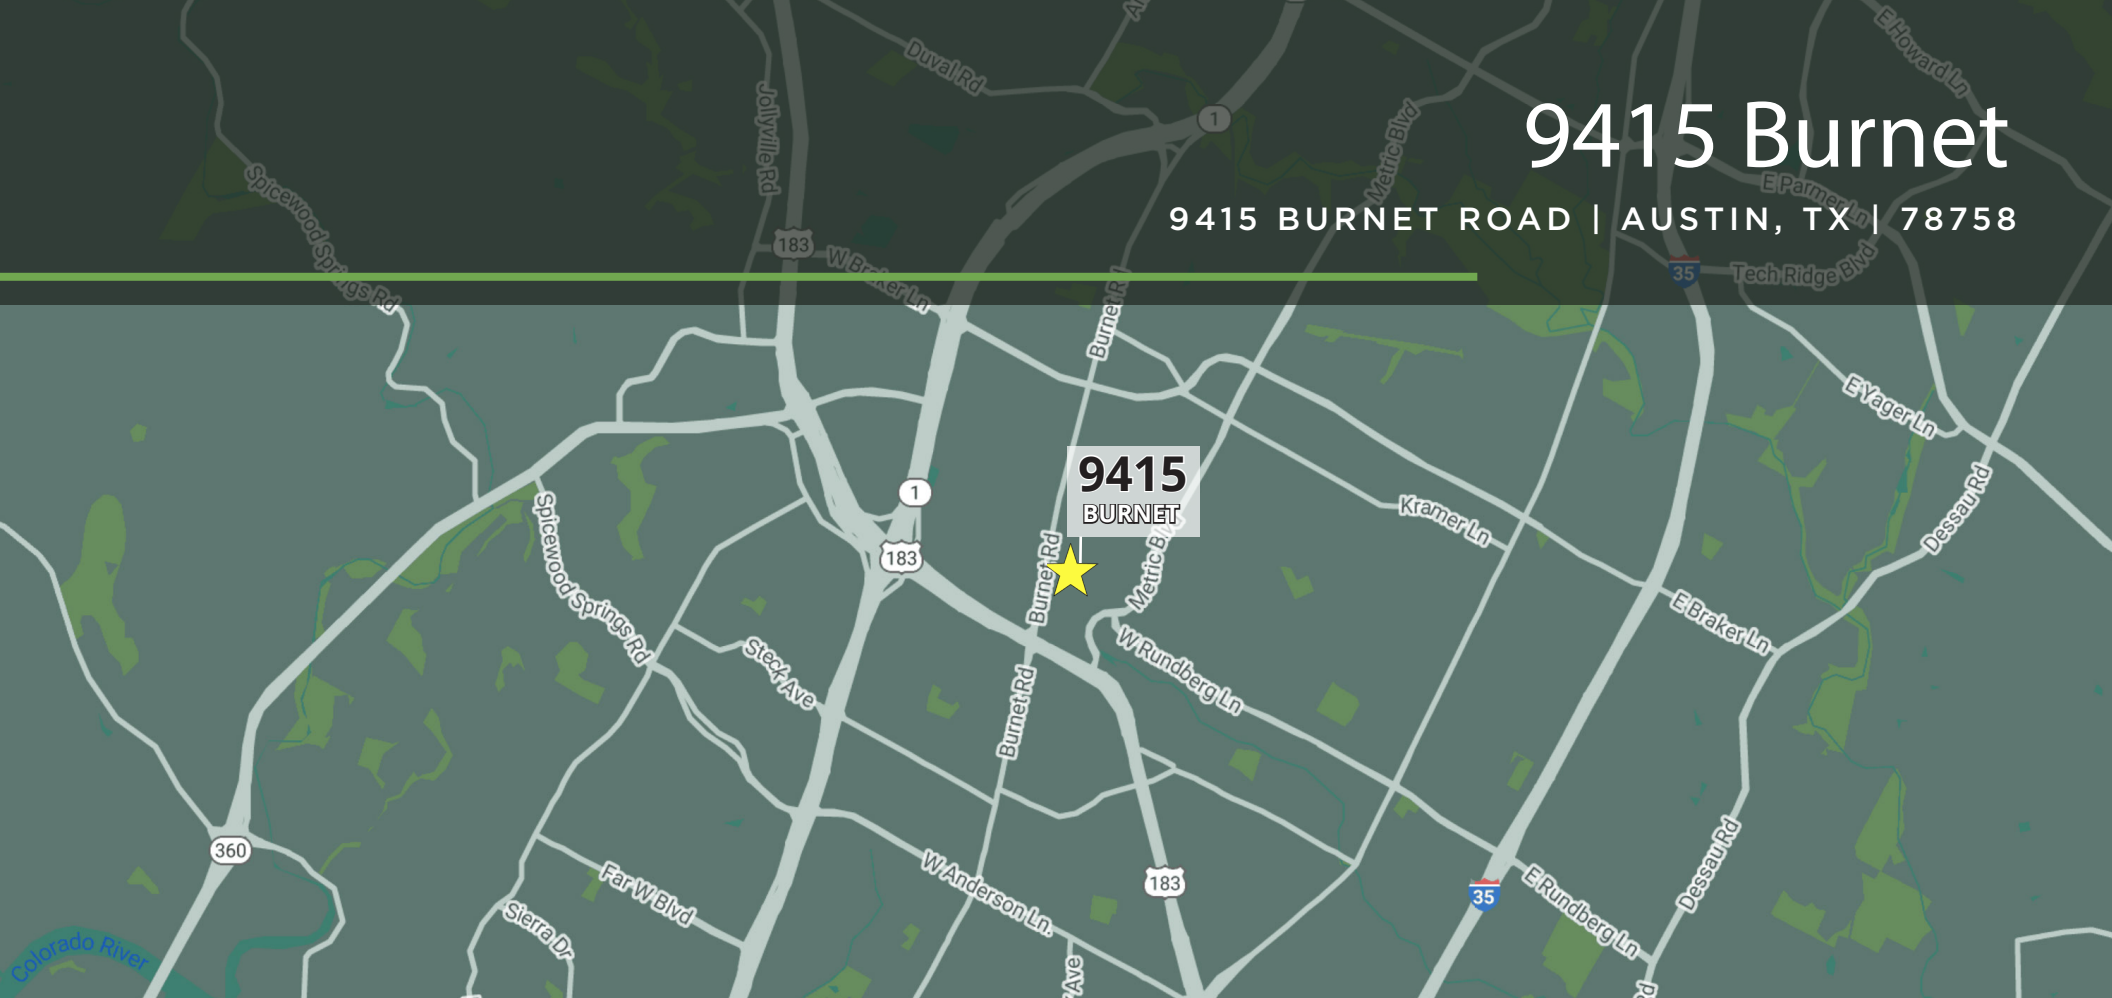 9415 Burnet
9415 BURNET ROAD | AUSTIN, TX | 78758
Duval Rd
E Howard Ln
Jollyville Rd
1
Metric Blvd
Spicewood Springs Rd
E Parmer Ln
183
W Braker Ln
35
Tech Ridge Blvd
Burnet Rd
E Yager Ln
9415
BURNET
1
Kramer Ln
Dessau Rd
Spicewood Springs Rd
183
Burnet Rd
Metric Blvd
E Braker Ln
Steck Ave
W Rundberg Ln
Burnet Rd
360
Far W Blvd
W Anderson Ln.
183
35
Dessau Rd
E Rundberg Ln
Sierra Dr
Colorado River
Ave
Rd